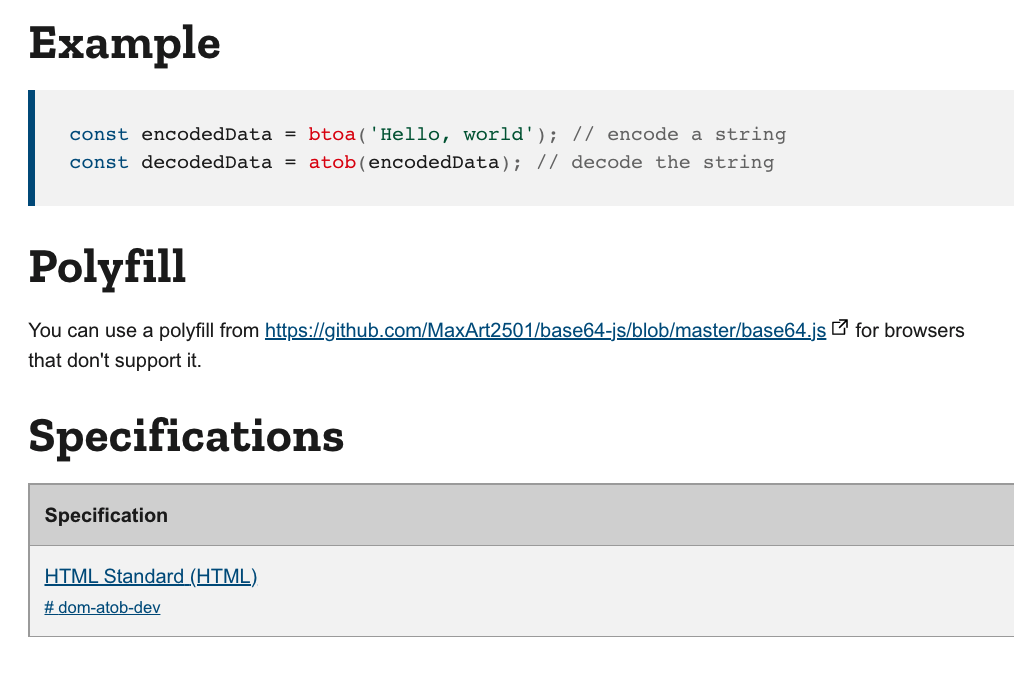 Example
const encodedData = btoa('Hello, world'); // encode a string
const decodedData = atob(encodedData); // decode the string
Polyfill
You can use a polyfill from https://github.com/MaxArt2501/base64-js/blob/master/base64.js for browsers
that don't support it.
Specifications
Specification
HTML Standard (HTML)
# dom-atob-dev